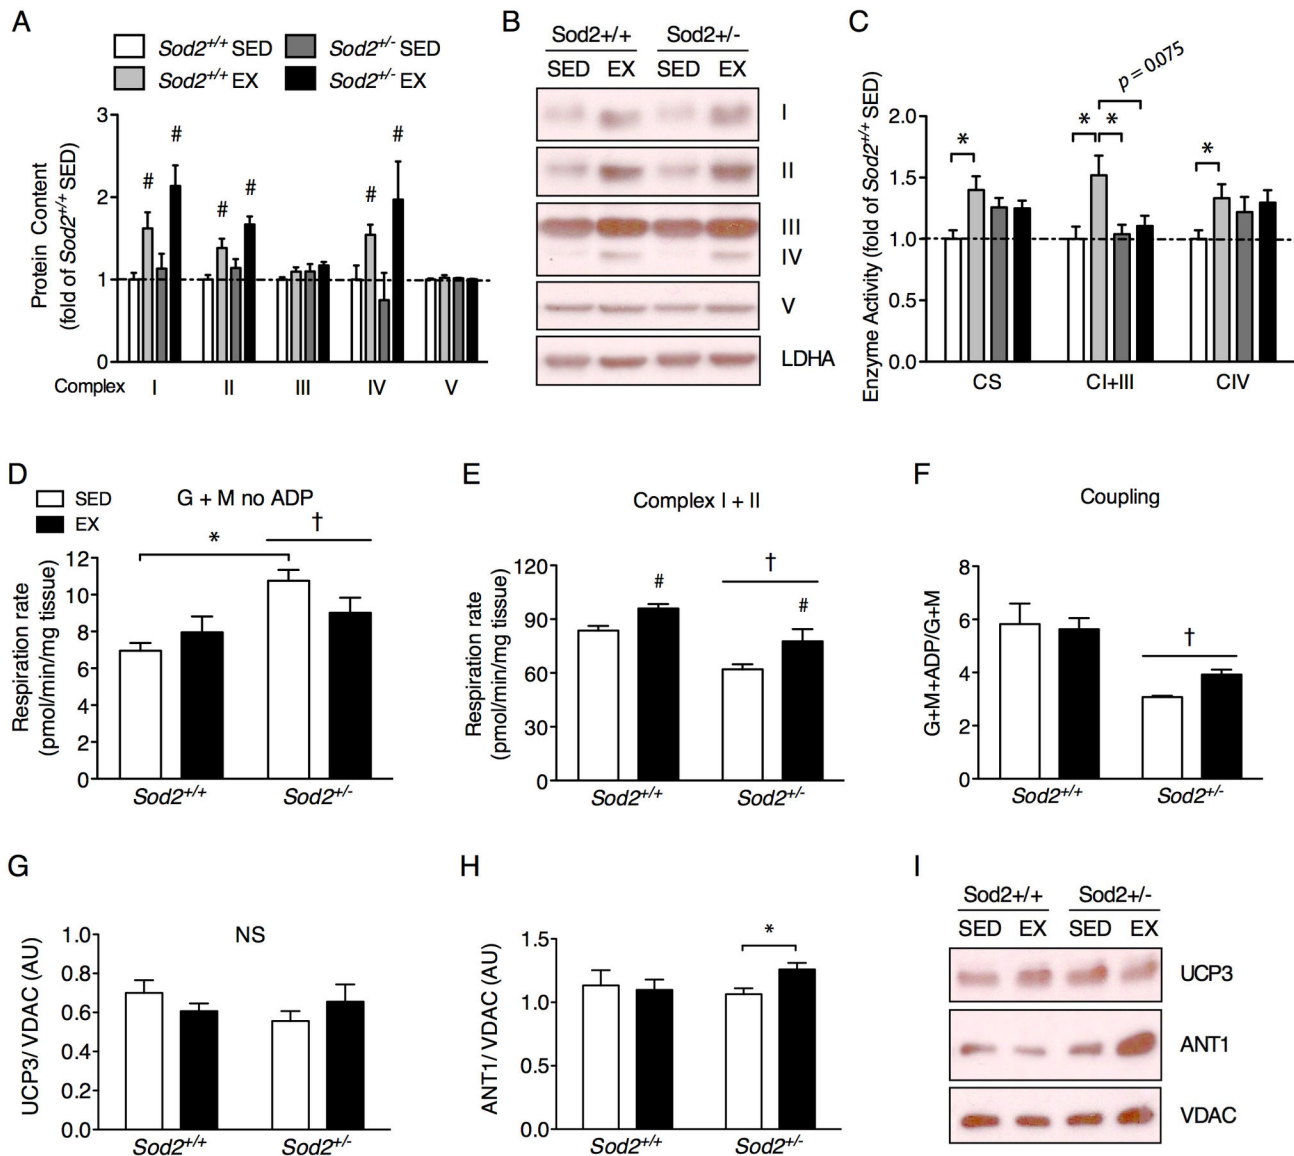 A
Sod2+/+ SED
Sod2+/- SED
Sod2+/+ EX
Sod2+/- EX
Protein Content
(fold of Sod2+/+ SED)
3
2
1
0
# # # # # #
Complex I II III IV V
B
Sod2+/+ Sod2+/-
SED EX SED EX
I
II
III
IV
V
LDHA
C
p = 0.075
Enzyme Activity (fold of Sod2+/+ SED)
2.0
1.5
1.0
0.5
0.0
* * * *
CS CI+III CIV
D
SED
EX
G + M no ADP
* †
Respiration rate
(pmol/min/mg tissue)
12
10
8
6
4
2
0
Sod2+/+ Sod2+/-
E
Complex I + II
Respiration rate
(pmol/min/mg tissue)
120
90
60
30
0
# † #
Sod2+/+ Sod2+/-
F
Coupling
G+M+ADP/G+M
8
6
4
2
0
†
Sod2+/+ Sod2+/-
G
NS
UCP3/ VDAC (AU)
1.0
0.8
0.6
0.4
0.2
0.0
Sod2+/+ Sod2+/-
H
ANT1/ VDAC (AU)
1.5
1.0
0.5
0.0
*
Sod2+/+ Sod2+/-
I
Sod2+/+ Sod2+/-
SED EX SED EX
UCP3
ANT1
VDAC